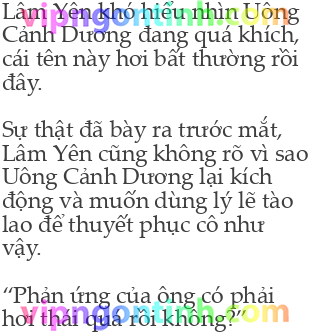 Lâm Yên khó hiểu nhìn Uông
Cảnh Dương đang quá khích,
cái tên này hơi bất thường rồi
đây.
Sự thật đã bày ra trước mắt,
Lâm Yên cũng không rõ vì sao
Uông Cảnh Dương lại kích
động và muốn dùng lý lẽ tào
lao để thuyết phục cô như
vậy.
“Phản ứng của ông có phải
hơi thái quá rồi không?”
vipngontinh.com
vipngontinh.com